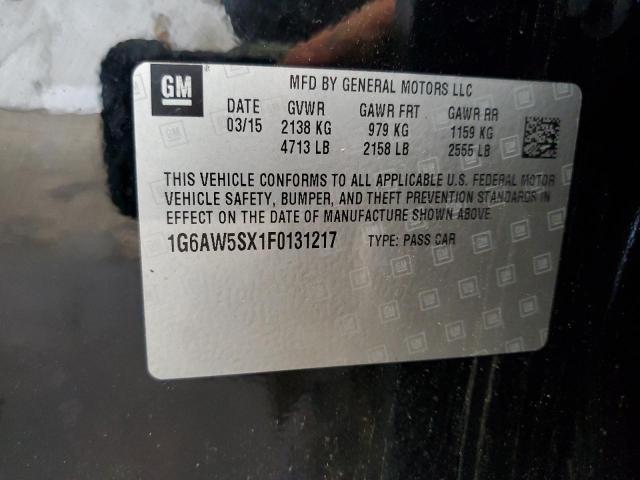 GM
MFD BY GENERAL MOTORS LLC
DATE GVWR GAWR FRT GAWR RR
03/15 2138 KG 979 KG 1159 KG
4713 LB 2158 LB 2555 LB
THIS VEHICLE CONFORMS TO ALL APPLICABLE U.S. FEDERAL MOTOR
VEHICLE SAFETY, BUMPER, AND THEFT PREVENTION STANDARDS IN
EFFECT ON THE DATE OF MANUFACTURE SHOWN ABOVE.
1G6AW5SX1F0131217 TYPE: PASS CAR